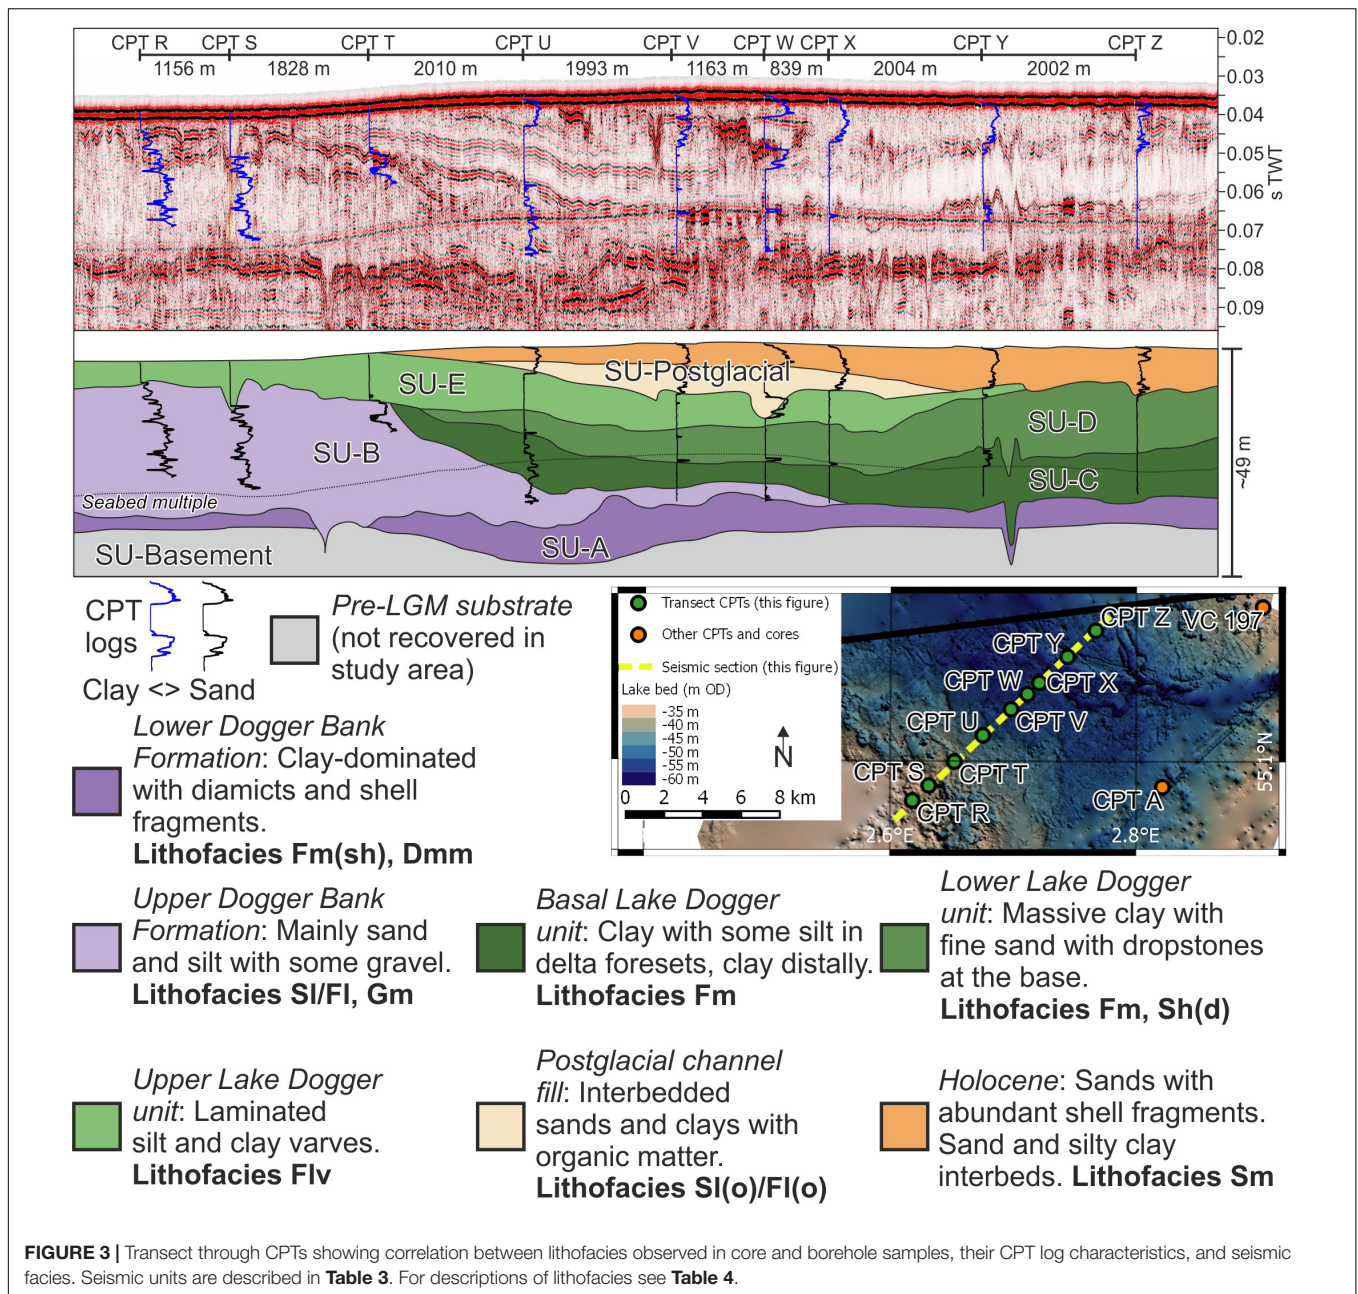 CPT R CPT S CPT T CPT U CPT V CPT W CPT X CPT Y CPT Z
1156 m 1828 m 2010 m 1993 m 1163 m 839 m 2004 m 2002 m
0.02
0.03
0.04
0.05
0.06
0.07
0.08
0.09
s TWT
SU-Postglacial
SU-E
SU-D
SU-B
SU-C
Seabed multiple
SU-A
SU-Basement
~49 m
CPT
logs
Clay <> Sand
Pre-LGM substrate
(not recovered in
study area)
Transect CPTs (this figure)
Other CPTs and cores
Seismic section (this figure)
Lake bed (m OD)
-35 m
-40 m
-45 m
-50 m
-55 m
-60 m
N
0 2 4 6 8 km
CPT Z VC 197
CPT Y
CPT W CPT X
CPT U CPT V
CPT S CPT T
CPT R
CPT A
2.6°E 2.8°E
55.1°N
Lower Dogger Bank
Formation: Clay-dominated
with diamicts and shell
fragments.
Lithofacies Fm(sh), Dmm
Upper Dogger Bank
Formation: Mainly sand
and silt with some gravel.
Lithofacies Sl/Fl, Gm
Basal Lake Dogger
unit: Clay with some silt in
delta foresets, clay distally.
Lithofacies Fm
Lower Lake Dogger
unit: Massive clay with
fine sand with dropstones
at the base.
Lithofacies Fm, Sh(d)
Upper Lake Dogger
unit: Laminated
silt and clay varves.
Lithofacies Flv
Postglacial channel
fill: Interbedded
sands and clays with
organic matter.
Lithofacies Sl(o)/Fl(o)
Holocene: Sands with
abundant shell fragments.
Sand and silty clay
interbeds. Lithofacies Sm
FIGURE 3 | Transect through CPTs showing correlation between lithofacies observed in core and borehole samples, their CPT log characteristics, and seismic
facies. Seismic units are described in Table 3. For descriptions of lithofacies see Table 4.